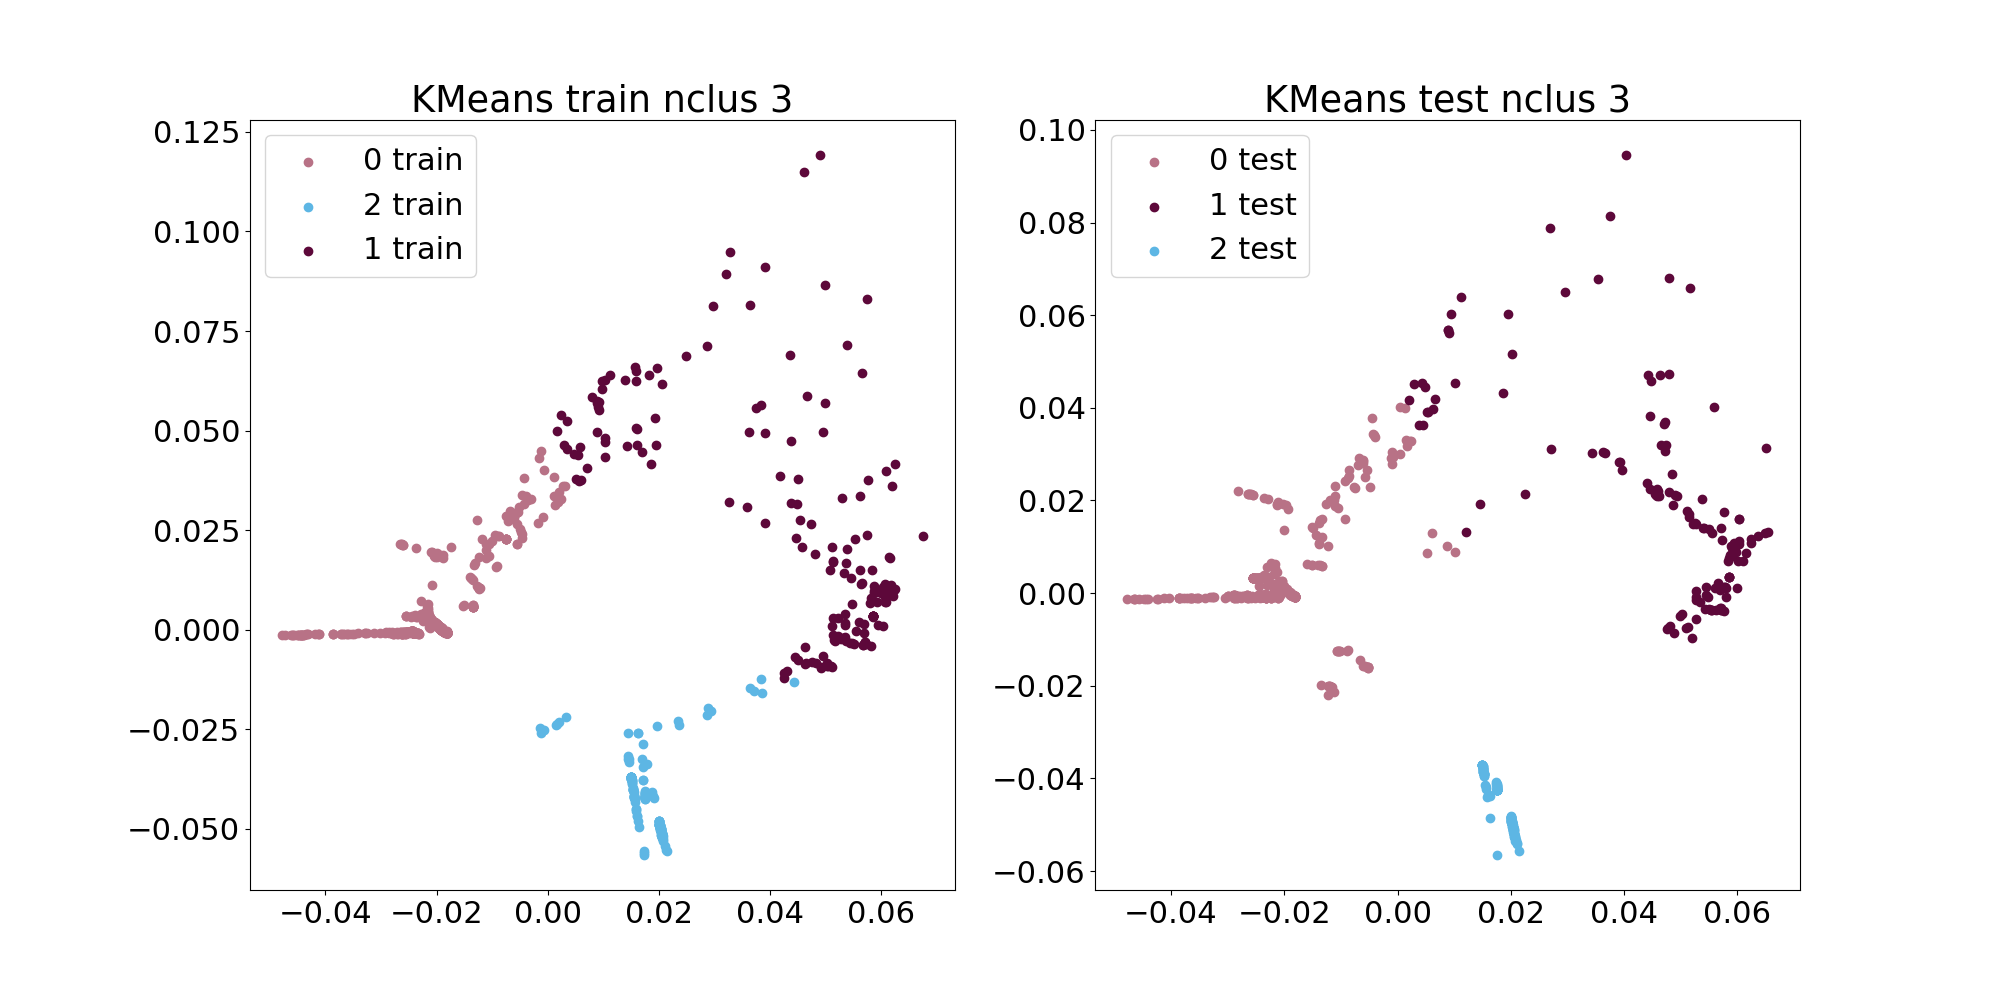 KMeans train nclus 3
0 train
2 train
1 train
0.125
0.100
0.075
0.050
0.025
0.000
−0.025
−0.050
−0.04 −0.02 0.00 0.02 0.04 0.06
KMeans test nclus 3
0 test
1 test
2 test
0.10
0.08
0.06
0.04
0.02
0.00
−0.02
−0.04
−0.06
−0.04 −0.02 0.00 0.02 0.04 0.06